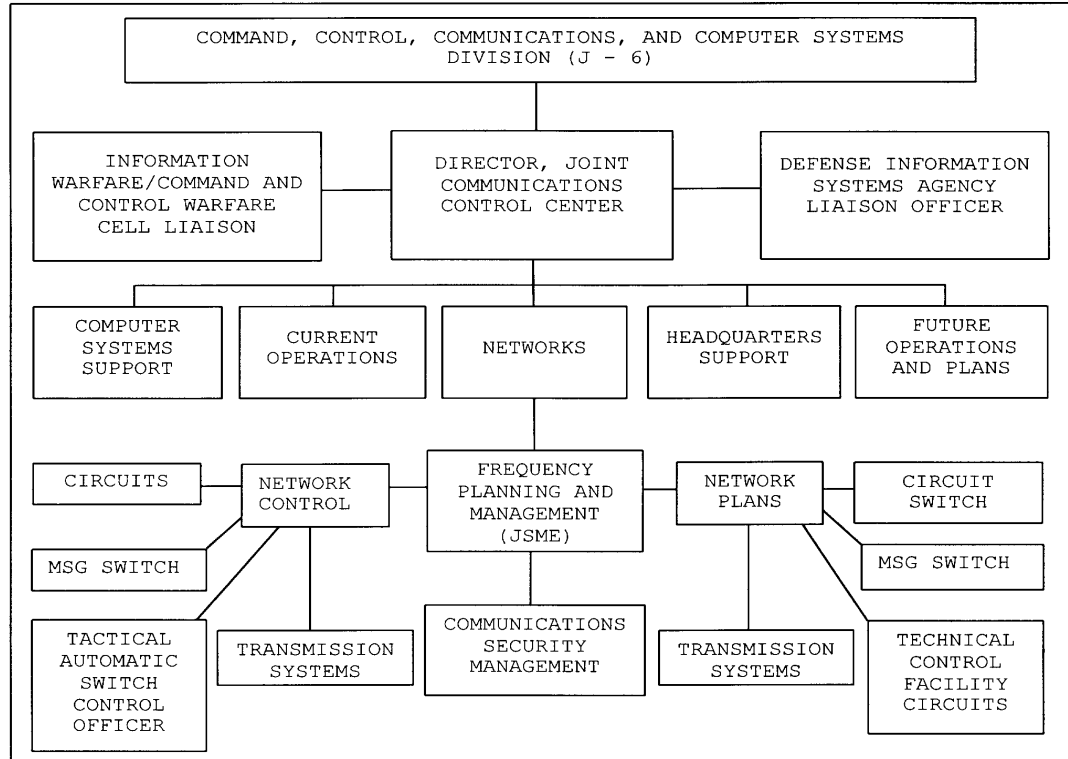 COMMAND, CONTROL, COMMUNICATIONS, AND COMPUTER SYSTEMS
DIVISION (J - 6)
INFORMATION
WARFARE/COMMAND AND
CONTROL WARFARE
CELL LIAISON
DIRECTOR, JOINT
COMMUNICATIONS
CONTROL CENTER
DEFENSE INFORMATION
SYSTEMS AGENCY
LIAISON OFFICER
COMPUTER
SYSTEMS
SUPPORT
CURRENT
OPERATIONS
NETWORKS
HEADQUARTERS
SUPPORT
FUTURE
OPERATIONS
AND PLANS
CIRCUITS
NETWORK
CONTROL
FREQUENCY
PLANNING AND
MANAGEMENT
(JSME)
NETWORK
PLANS
CIRCUIT
SWITCH
MSG SWITCH
MSG SWITCH
TACTICAL
AUTOMATIC
SWITCH
CONTROL
OFFICER
TRANSMISSION
SYSTEMS
COMMUNICATIONS
SECURITY
MANAGEMENT
TRANSMISSION
SYSTEMS
TECHNICAL
CONTROL
FACILITY
CIRCUITS